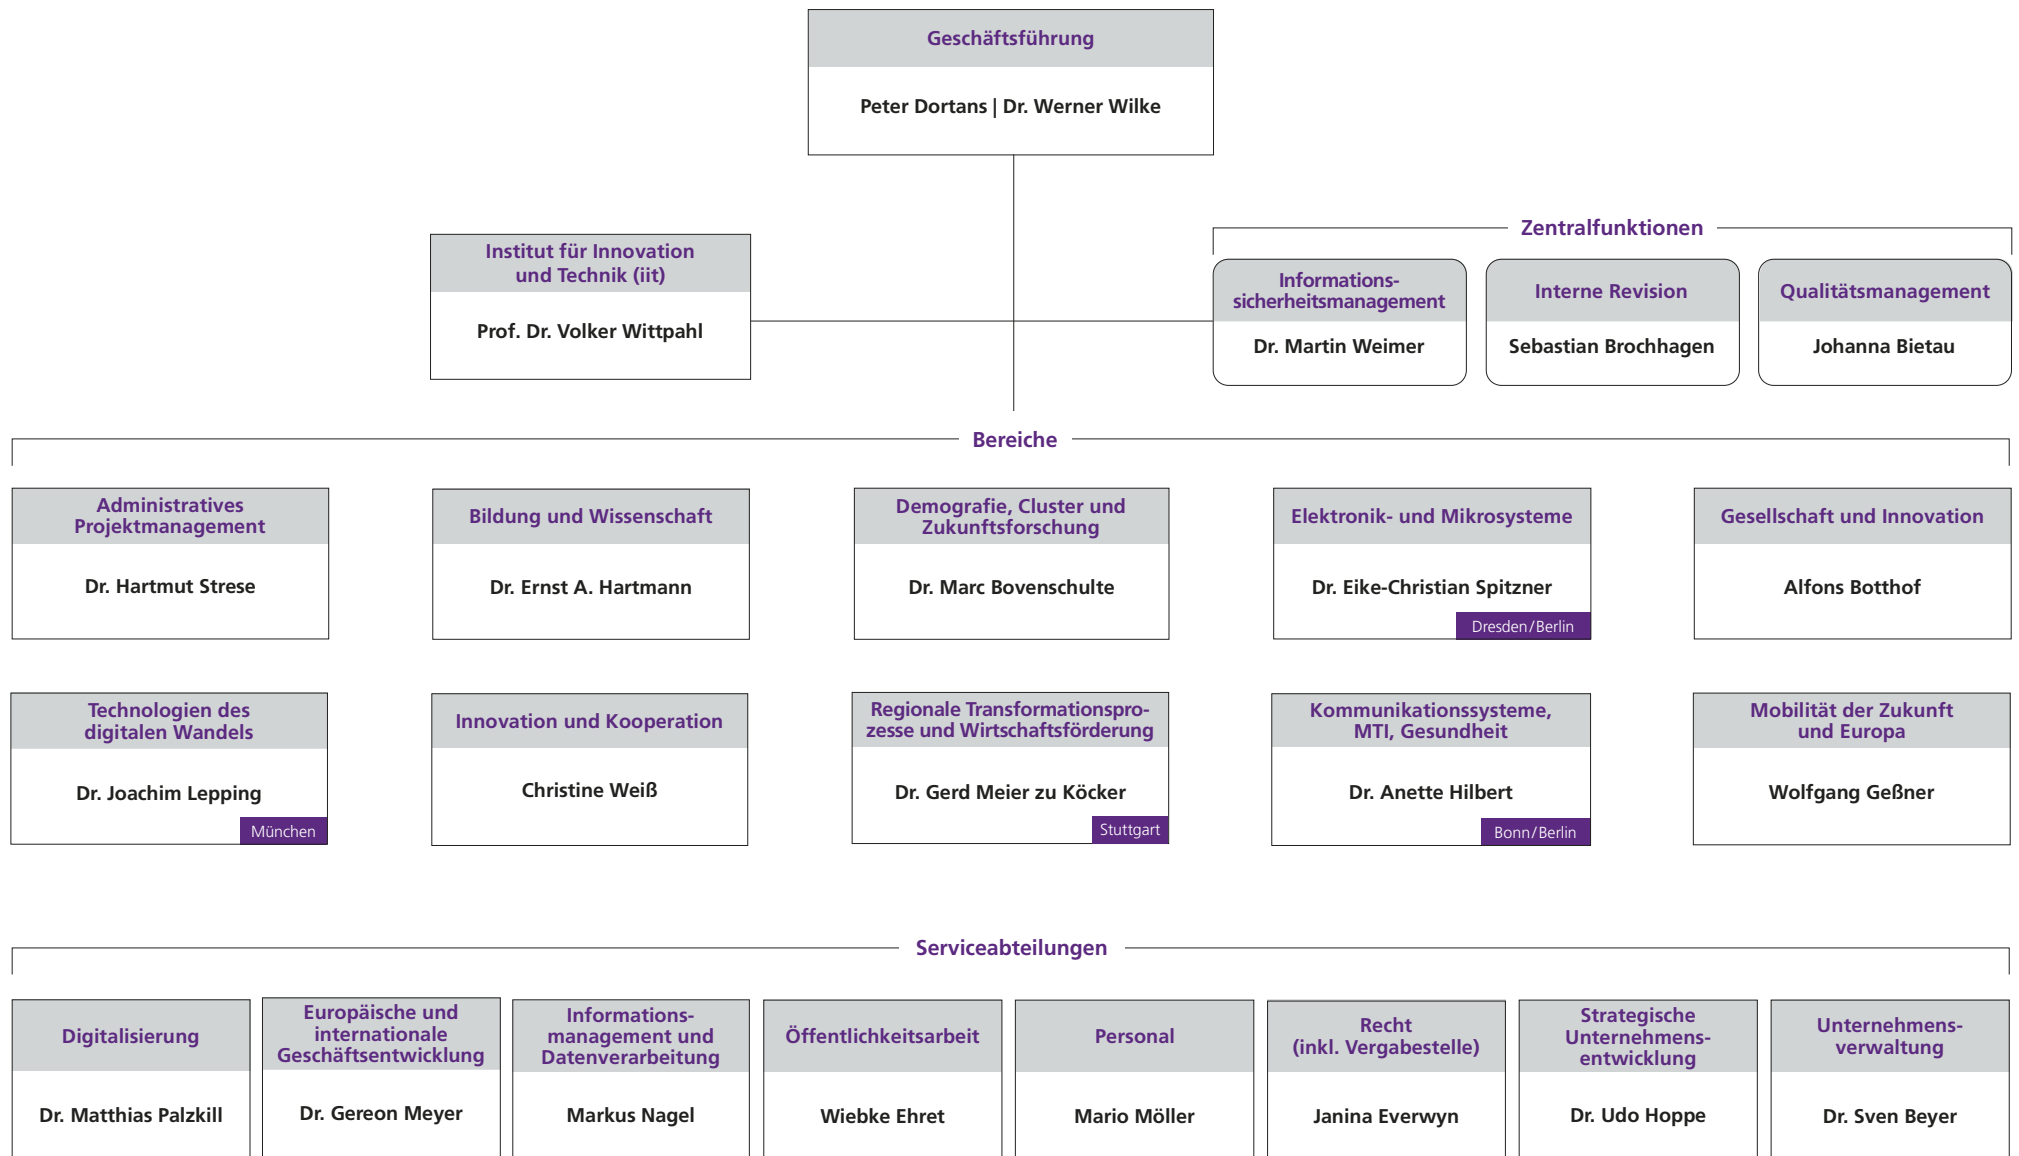 Geschäftsführung
Peter Dortans | Dr. Werner Wilke
Institut für Innovation
und Technik (iit)
Prof. Dr. Volker Wittpahl
Zentralfunktionen
Informations-
sicherheitsmanagement
Dr. Martin Weimer
Interne Revision
Sebastian Brochhagen
Qualitätsmanagement
Johanna Bietau
Bereiche
Administratives
Projektmanagement
Dr. Hartmut Strese
Bildung und Wissenschaft
Dr. Ernst A. Hartmann
Demografie, Cluster und
Zukunftsforschung
Dr. Marc Bovenschulte
Elektronik- und Mikrosysteme
Dr. Eike-Christian Spitzner
Dresden/Berlin
Gesellschaft und Innovation
Alfons Botthof
Technologien des
digitalen Wandels
Dr. Joachim Lepping
München
Innovation und Kooperation
Christine Weiß
Regionale Transformationspro-
zesse und Wirtschaftsförderung
Dr. Gerd Meier zu Köcker
Stuttgart
Kommunikationssysteme,
MTI, Gesundheit
Dr. Anette Hilbert
Bonn/Berlin
Mobilität der Zukunft
und Europa
Wolfgang Geßner
Serviceabteilungen
Digitalisierung
Dr. Matthias Palzkill
Europäische und
internationale
Geschäftsentwicklung
Dr. Gereon Meyer
Informations-
management und
Datenverarbeitung
Markus Nagel
Öffentlichkeitsarbeit
Wiebke Ehret
Personal
Mario Möller
Recht
(inkl. Vergabestelle)
Janina Everwyn
Strategische
Unternehmens-
entwicklung
Dr. Udo Hoppe
Unternehmens-
verwaltung
Dr. Sven Beyer